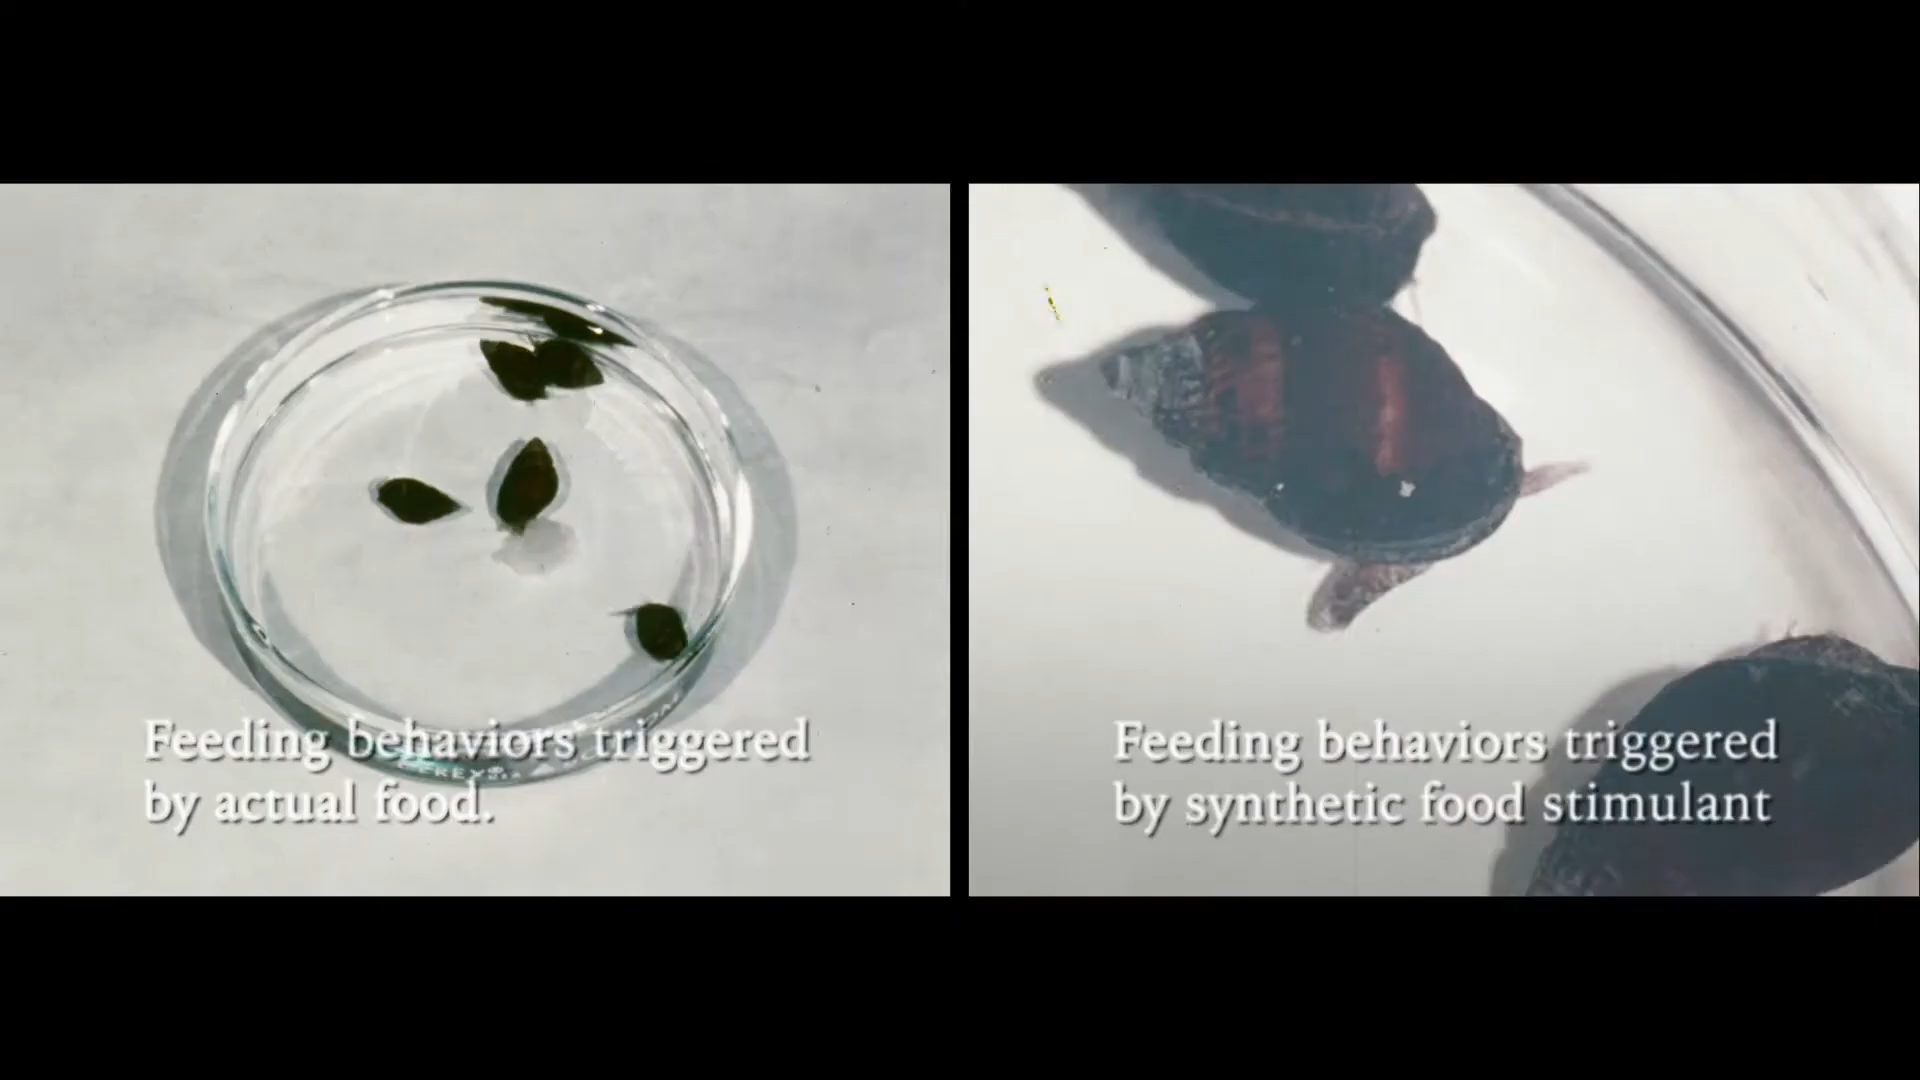 Feeding behaviors triggered
by actual food.
Feeding behaviors triggered
by synthetic food stimulant